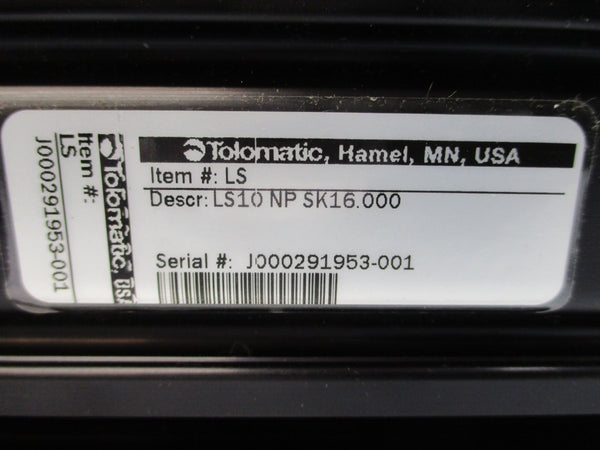 Tolomatic, Hamel, MN, USA
Item #: LS
Descr: LS10 NP SK16.000
Serial #: J000291953-001
Tolomatic, USA
Item #:
LS
J000291953-001